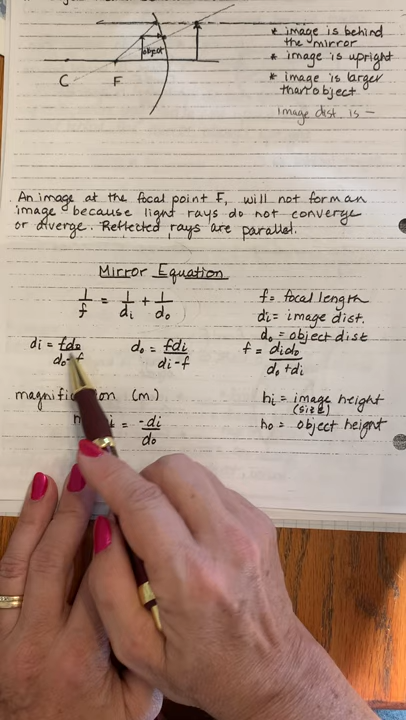 object
C
F
* image is behind
the mirror
* image is upright
* image is larger
than object
image dist. is —
An image at the focal point F, will not form an
image because light rays do not converge
or diverge. Reflected rays are parallel.
Mirror Equation
1/f = 1/di + 1/do
f = focal length
di = image dist.
do = object dist
di = fdo/do-f
do = fdi/di-f
f = dido/do+di
magnification (m)
= -di/do
hi = image height
(size)
ho = object height